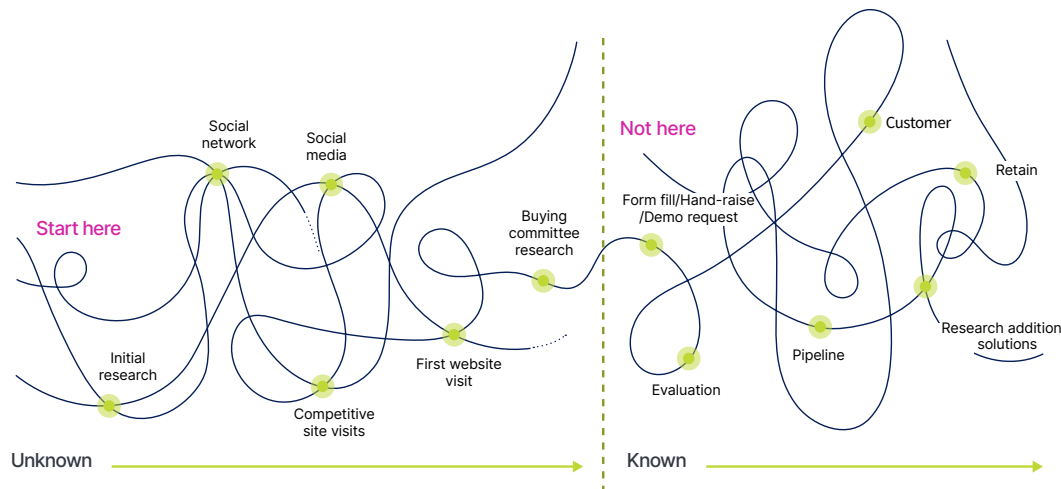 Social
network
Social
media
Start here
Initial
research
Competitive
site visits
First website
visit
Buying
committee
research
Unknown
Not here
Form fill/Hand-raise
/Demo request
Customer
Retain
Evaluation
Pipeline
Research addition
solutions
Known